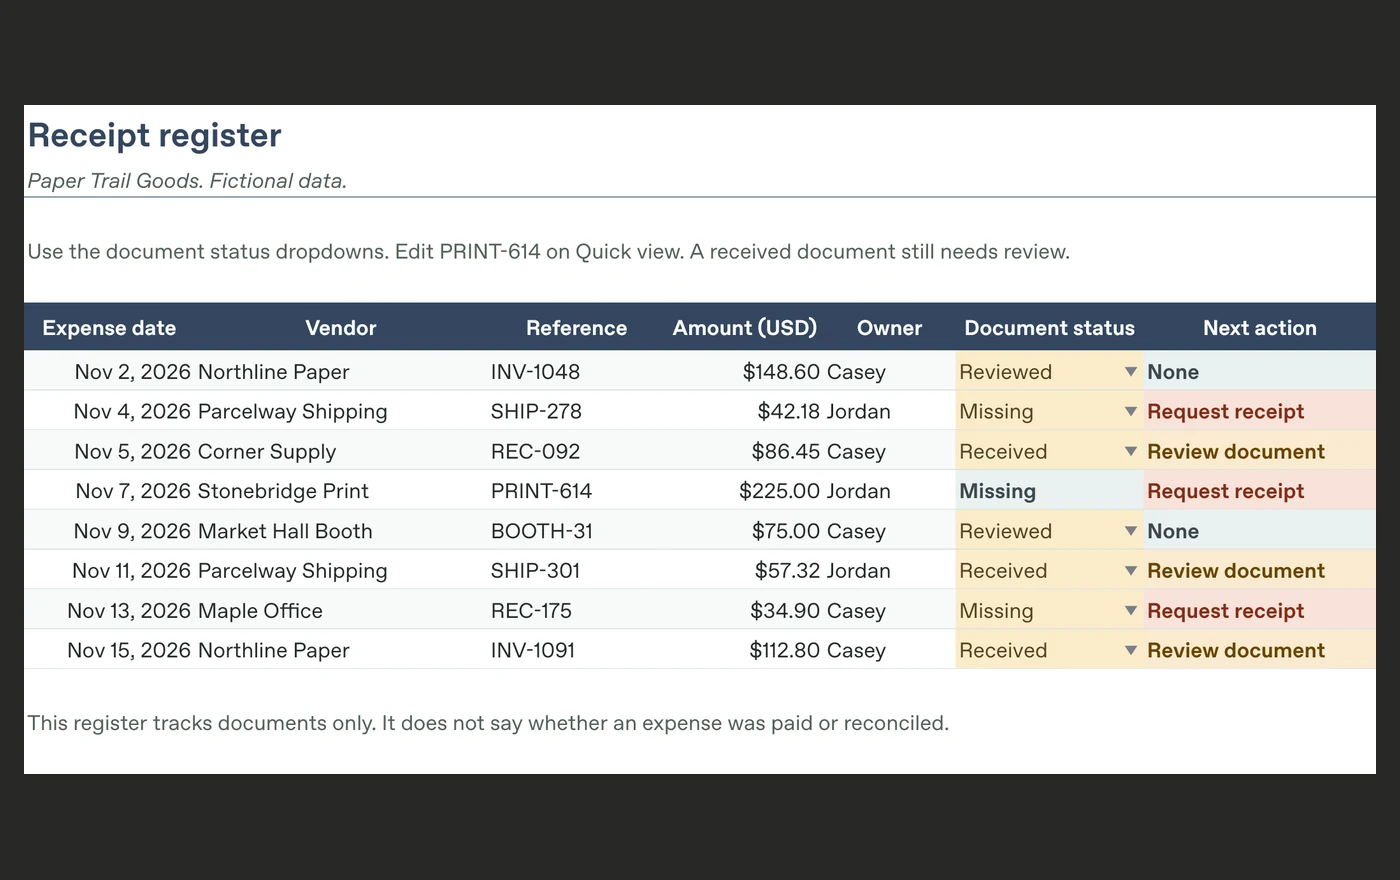 Receipt register
Paper Trail Goods. Fictional data.
Use the document status dropdowns. Edit PRINT-614 on Quick view. A received document still needs review.
Expense date Vendor Reference Amount (USD) Owner Document status Next action
Nov 2, 2026 Northline Paper INV-1048 $148.60 Casey Reviewed None
Nov 4, 2026 Parcelway Shipping SHIP-278 $42.18 Jordan Missing Request receipt
Nov 5, 2026 Corner Supply REC-092 $86.45 Casey Received Review document
Nov 7, 2026 Stonebridge Print PRINT-614 $225.00 Jordan Missing Request receipt
Nov 9, 2026 Market Hall Booth BOOTH-31 $75.00 Casey Reviewed None
Nov 11, 2026 Parcelway Shipping SHIP-301 $57.32 Jordan Received Review document
Nov 13, 2026 Maple Office REC-175 $34.90 Casey Missing Request receipt
Nov 15, 2026 Northline Paper INV-1091 $112.80 Casey Received Review document
This register tracks documents only. It does not say whether an expense was paid or reconciled.